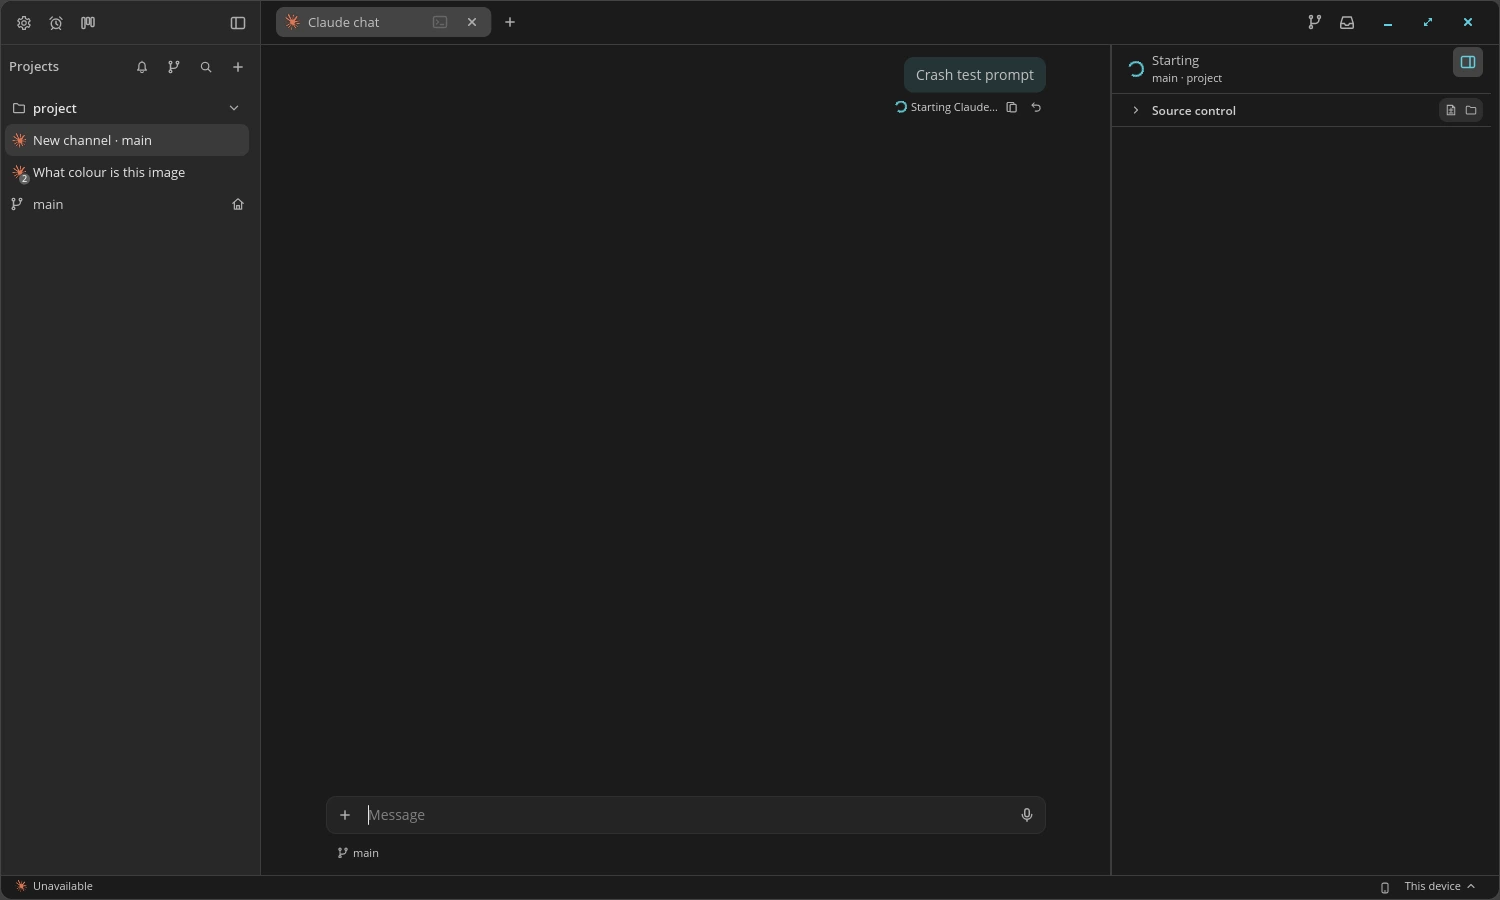 Claude chat
Projects
project
New channel · main
2
What colour is this image
main
Crash test prompt
Starting Claude...
Message
main
Starting
main · project
Source control
Unavailable
This device